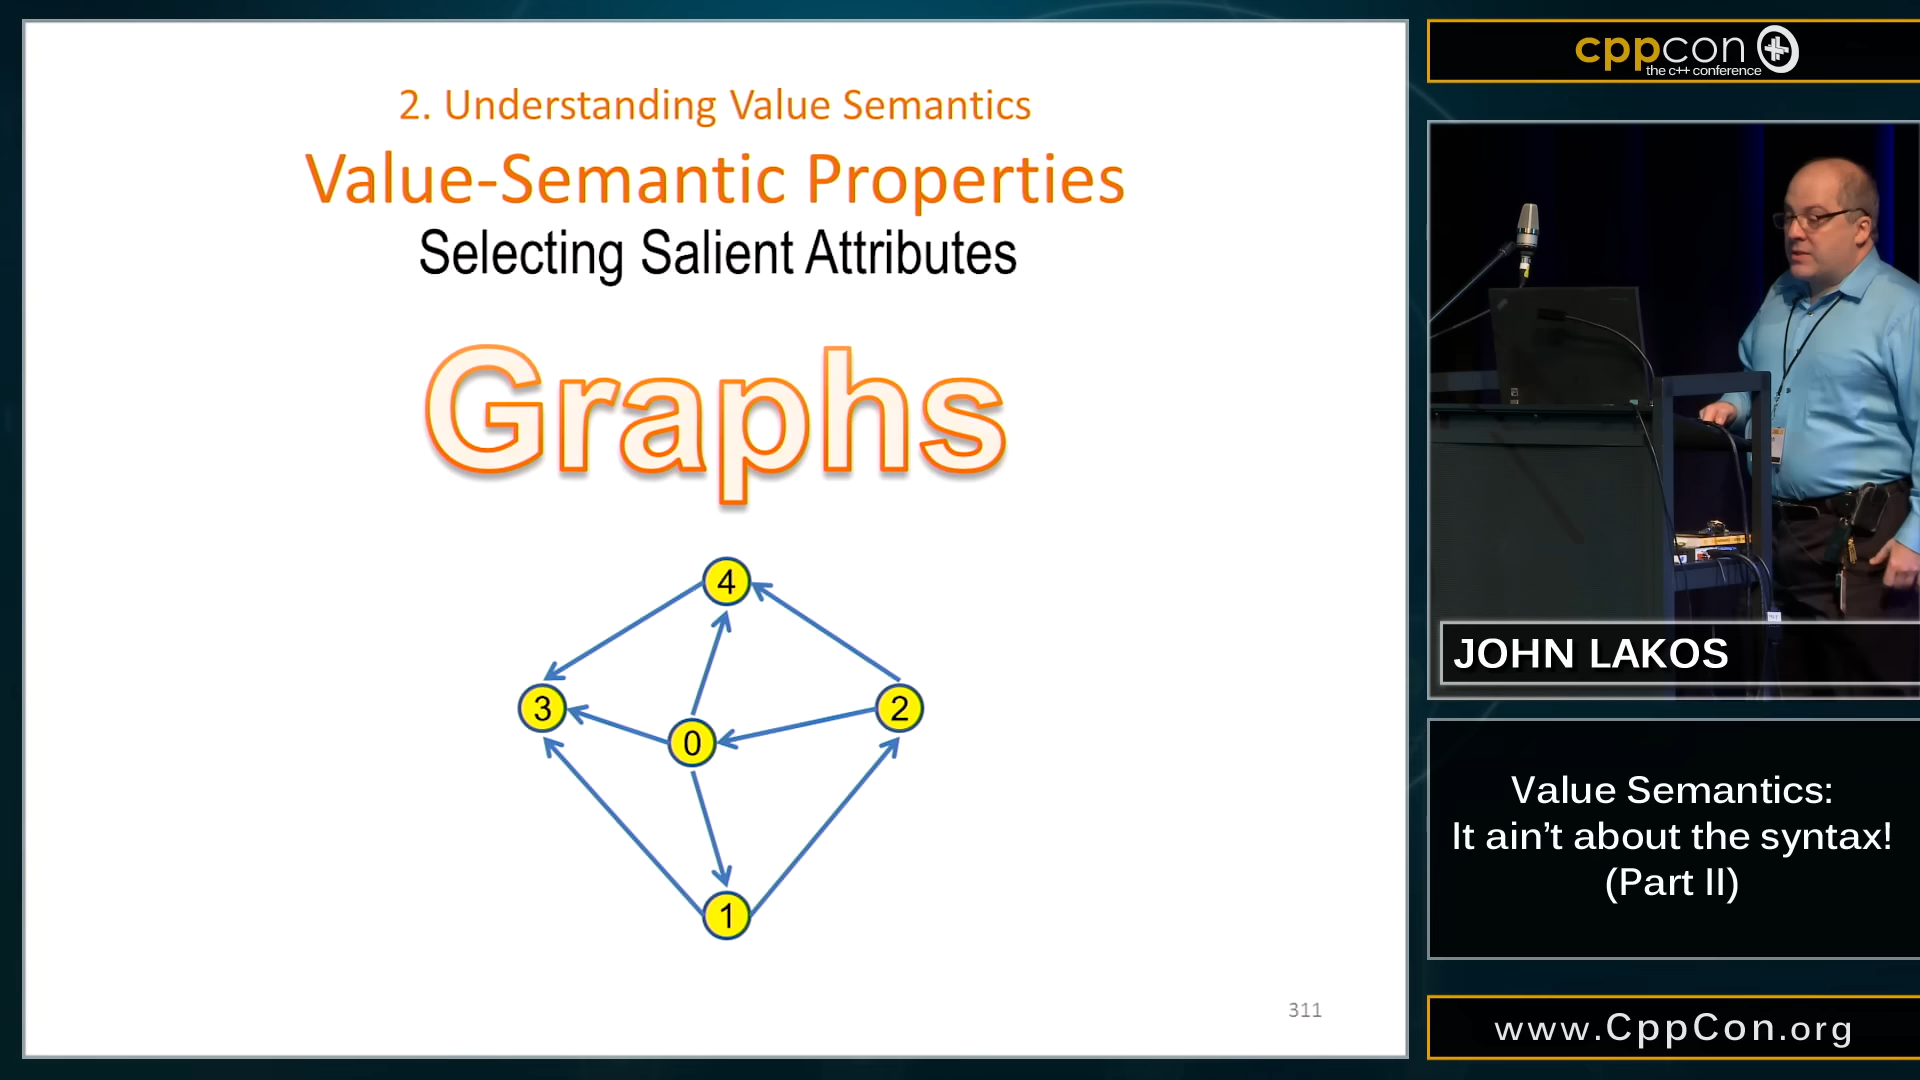 2. Understanding Value Semantics
Value-Semantic Properties
Selecting Salient Attributes
Graphs
4
3
2
0
1
311
cppcon
the c++ conference
JOHN LAKOS
Value Semantics:
It ain’t about the syntax!
(Part II)
www.CppCon.org